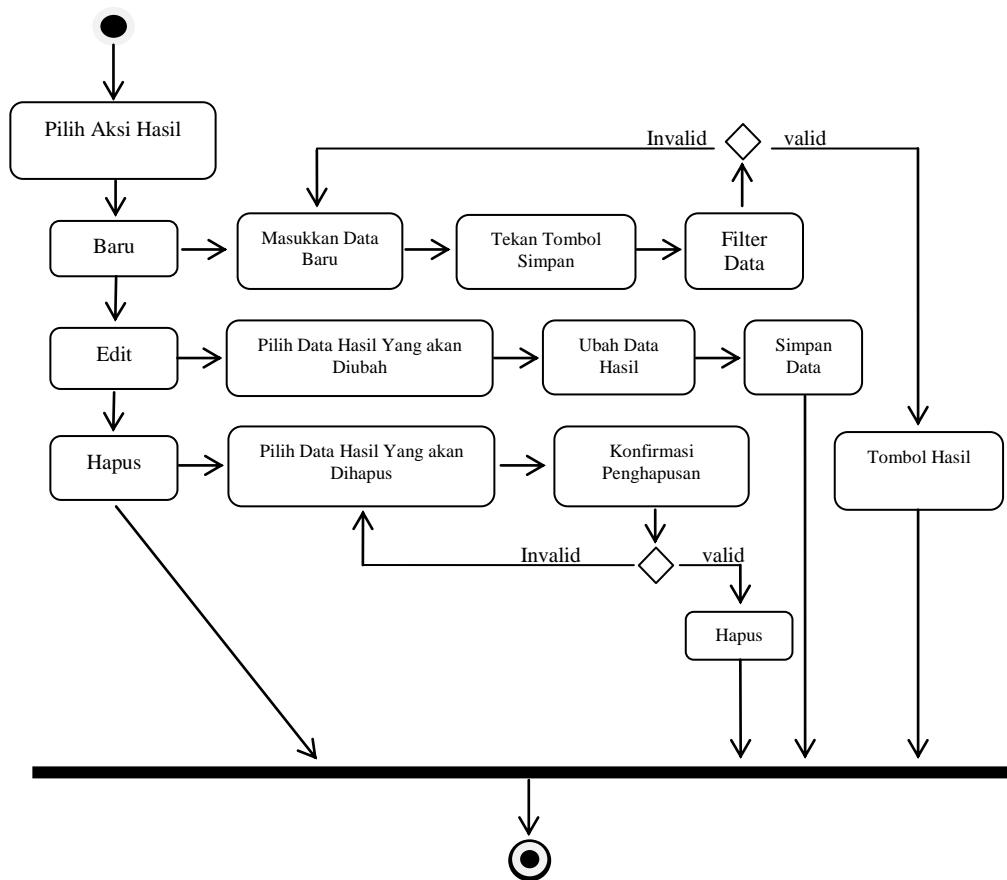 Pilih Aksi Hasil
Invalid
valid
Baru
Masukkan Data
Baru
Tekan Tombol
Simpan
Filter
Data
Edit
Pilih Data Hasil Yang akan
Diubah
Ubah Data
Hasil
Simpan
Data
Hapus
Pilih Data Hasil Yang akan
Dihapus
Konfirmasi
Penghapusan
Tombol Hasil
Invalid
valid
Hapus